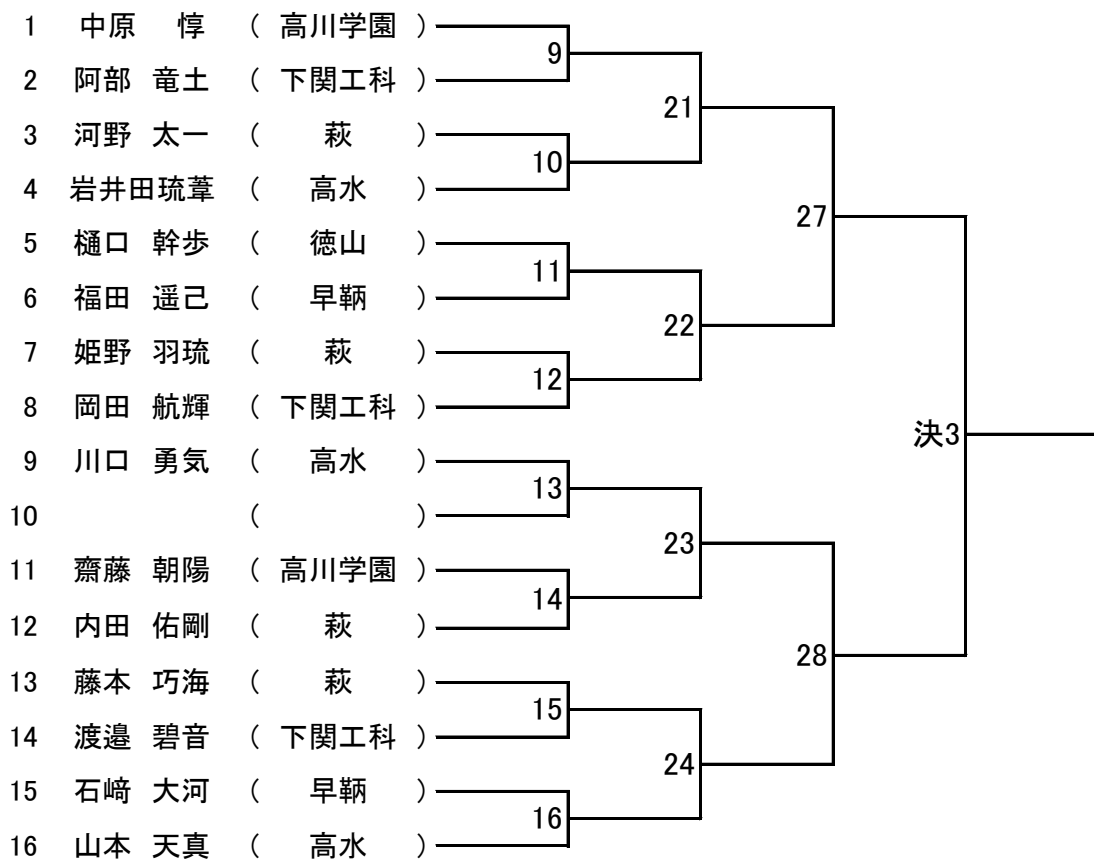 1 中原 惇 ( 高川学園 )
9
2 阿部 竜土 ( 下関工科 )
21
3 河野 太一 ( 萩 )
10
4 岩井田琉葦 ( 高水 )
27
5 樋口 幹歩 ( 徳山 )
11
6 福田 遥己 ( 早鞆 )
22
7 姫野 羽琉 ( 萩 )
12
8 岡田 航輝 ( 下関工科 )
決3
9 川口 勇気 ( 高水 )
13
10 ( )
23
11 齋藤 朝陽 ( 高川学園 )
14
12 内田 佑剛 ( 萩 )
28
13 藤本 巧海 ( 萩 )
15
14 渡邉 碧音 ( 下関工科 )
24
15 石﨑 大河 ( 早鞆 )
16
16 山本 天真 ( 高水 )